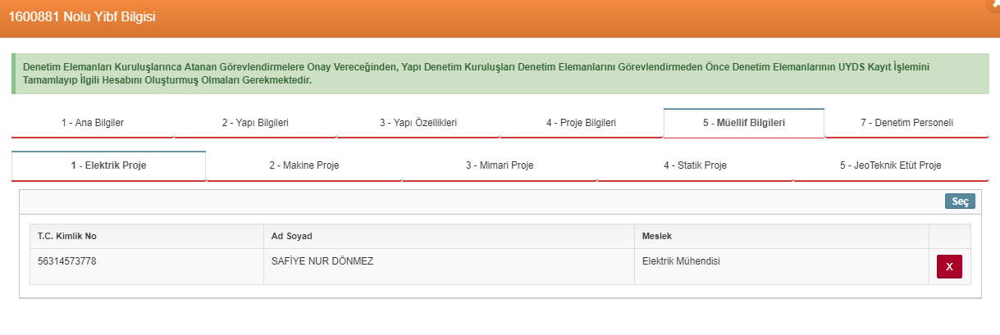 1600881 Nolu Yibf Bilgisi
Denetim Elemanları Kuruluşlarınca Atanan Görevlendirmelere Onay Vereceğinden, Yapı Denetim Kuruluşları Denetim Elemanlarını Görevlendirmeden Önce Denetim Elemanlarının UYDS Kayıt İşlemini
Tamamlayıp İlgili Hesabını Oluşturmuş Olmaları Gerekmektedir.
1 - Ana Bilgiler 2 - Yapı Bilgileri 3 - Yapı Özellikleri 4 - Proje Bilgileri 5 - Müellif Bilgileri 7 - Denetim Personeli
1 - Elektrik Proje 2 - Makine Proje 3 - Mimari Proje 4 - Statik Proje 5 - JeoTeknik Etüt Proje
Seç
T.C. Kimlik No Ad Soyad Meslek
56314573778 SAFİYE NUR DÖNMEZ Elektrik Mühendisi X